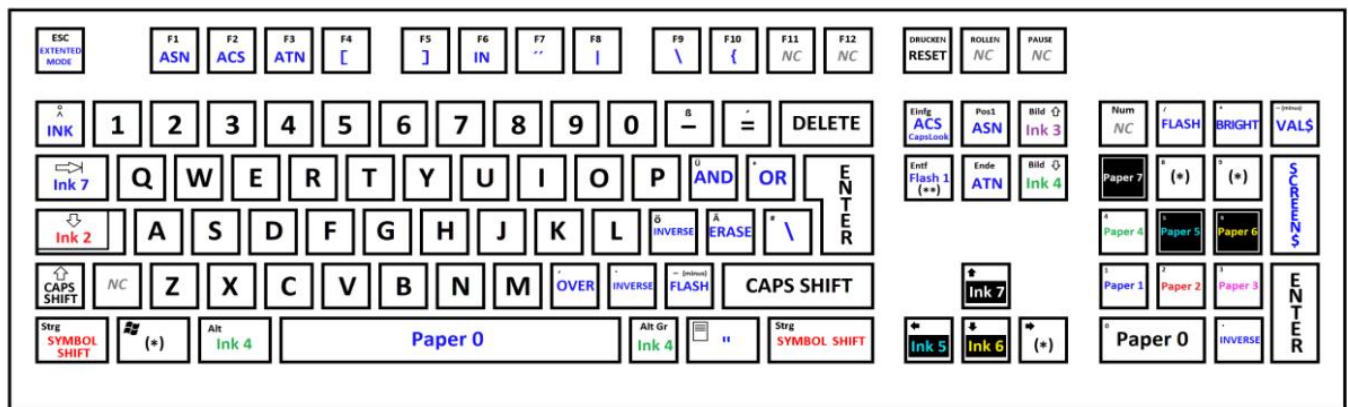 ESC F1 F2 F3 F4 F5 F6 F7 F8 F9 F10 F11 F12 DRUCKEN ROLLEN PAUSE
EXTENTED MODE ASN ACS ATN [ ] IN ´´ | \ { NC NC RESET NC NC
° ^ INK 1 2 3 4 5 6 7 8 9 0 ß – ´ = DELETE
Einfg ACS CapsLook Pos1 ASN Bild Ink 3
Num NC / FLASH * BRIGHT – (minus) VAL$
Ink 7 Q W E R T Y U I O P Ü AND * OR ENTER
Entf Flash 1 (**) Ende ATN Bild Ink 4
Paper 7 8 (*) 9 (*) SCREEN$
Ink 2 A S D F G H J K L Ö INVERSE Ä ERASE # \
4 Paper 4 5 Paper 5 6 Paper 6
CAPS SHIFT NC Z X C V B N M , OVER . INVERSE – (minus) FLASH CAPS SHIFT
Ink 7
1 Paper 1 2 Paper 2 3 Paper 3 ENTER
Strg SYMBOL SHIFT (*) Alt Ink 4 Paper 0 Alt Gr Ink 4 " Strg SYMBOL SHIFT
Ink 5 Ink 6 (*)
0 Paper 0 . INVERSE